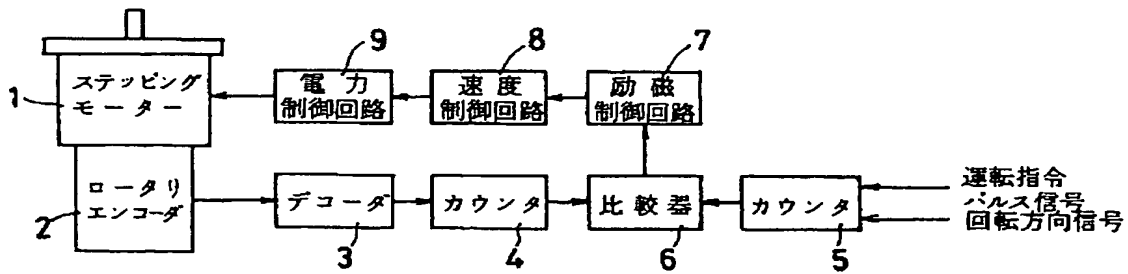 9
8
7
1
ステッピング
モーター
電力
制御回路
速度
制御回路
励磁
制御回路
2
ロータリ
エンコーダ
デコーダ
カウンタ
比較器
カウンタ
運転指令
パルス信号
回転方向信号
3
4
6
5